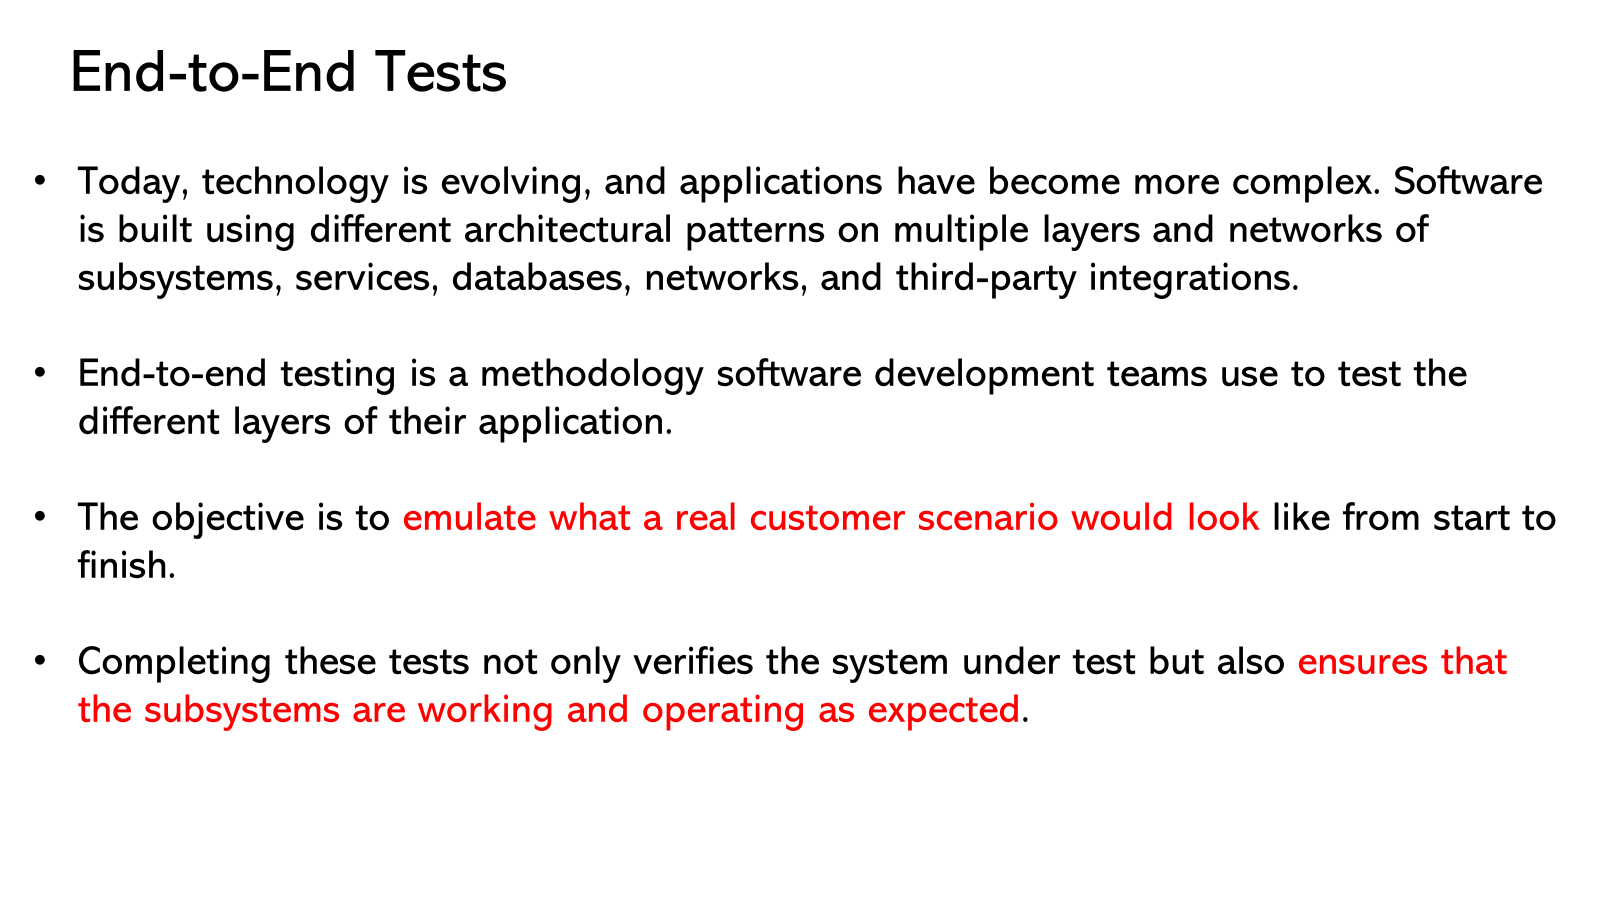 End-to-End Tests
• Today, technology is evolving, and applications have become more complex. Software
is built using different architectural patterns on multiple layers and networks of
subsystems, services, databases, networks, and third-party integrations.
• End-to-end testing is a methodology software development teams use to test the
different layers of their application.
• The objective is to emulate what a real customer scenario would look like from start to
finish.
• Completing these tests not only verifies the system under test but also ensures that
the subsystems are working and operating as expected.